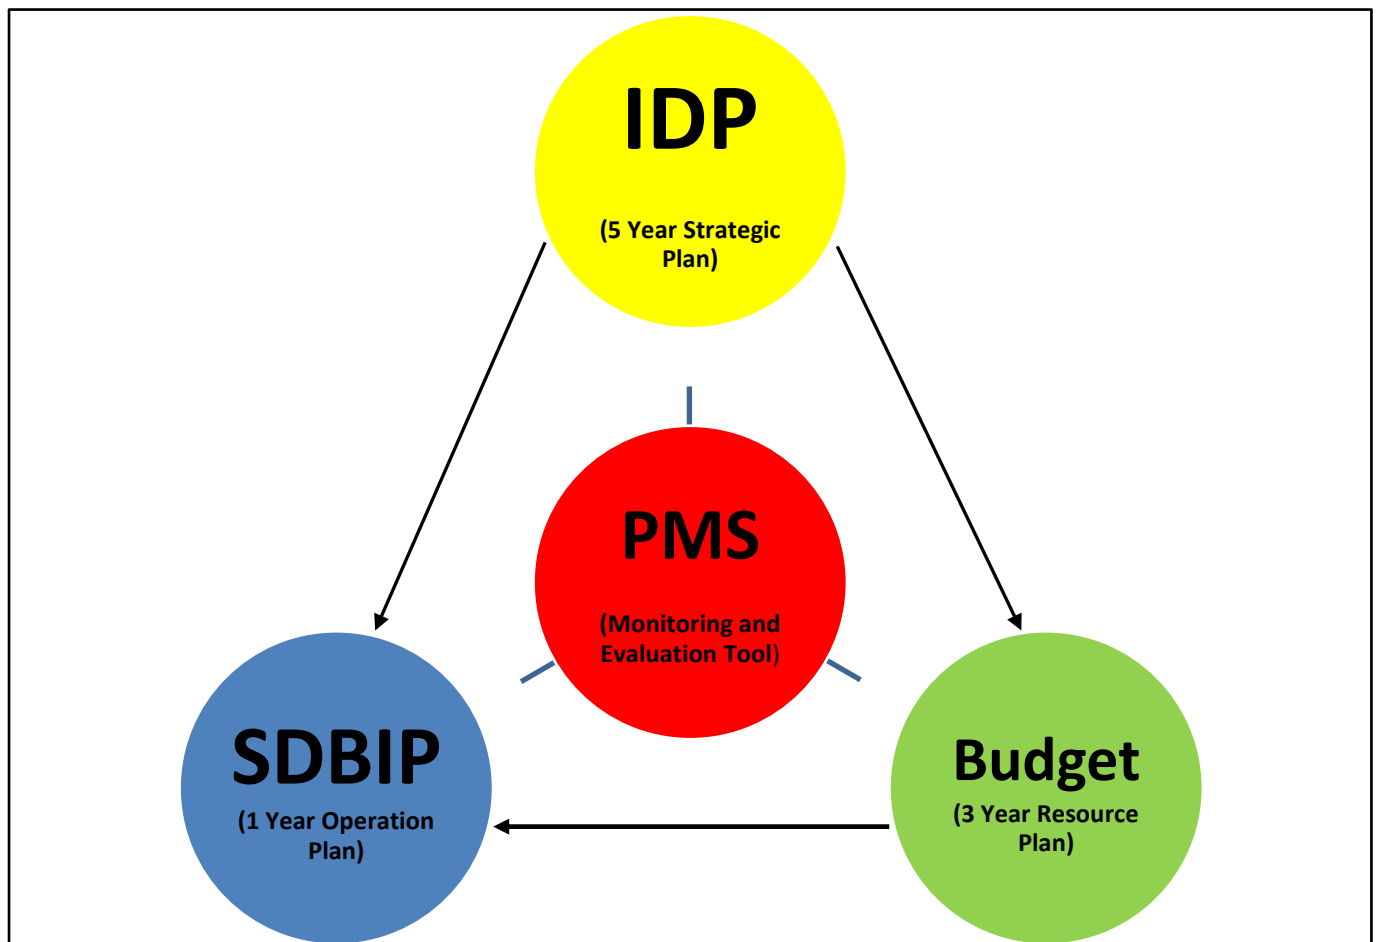 IDP
(5 Year Strategic
Plan)
PMS
(Monitoring and
Evaluation Tool)
SDBIP
(1 Year Operation
Plan)
Budget
(3 Year Resource
Plan)